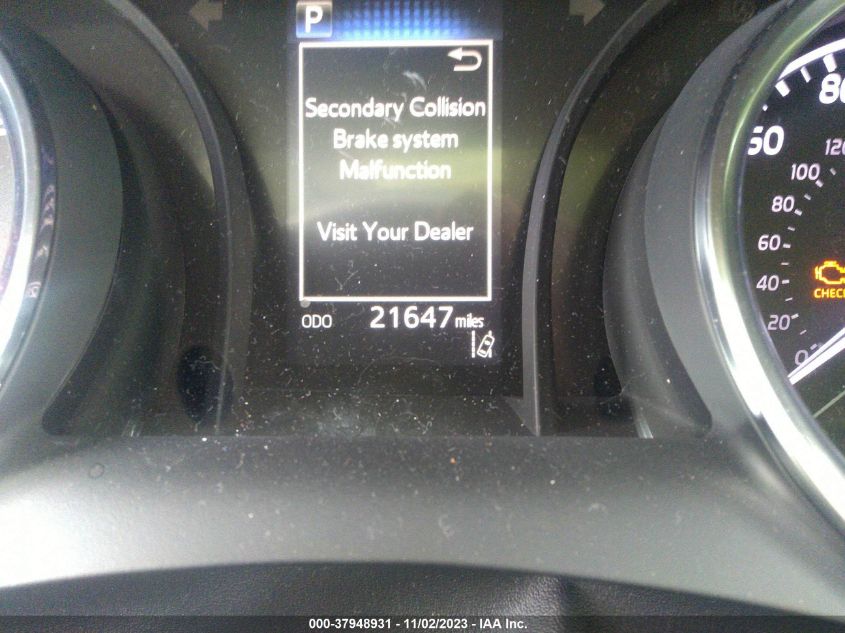 P
Secondary Collision
Brake system
Malfunction
Visit Your Dealer
ODO 21647 miles
80
60
120
100
80
60
40
20
0
CHECK
000-37948931 - 11/02/2023 - IAA Inc.